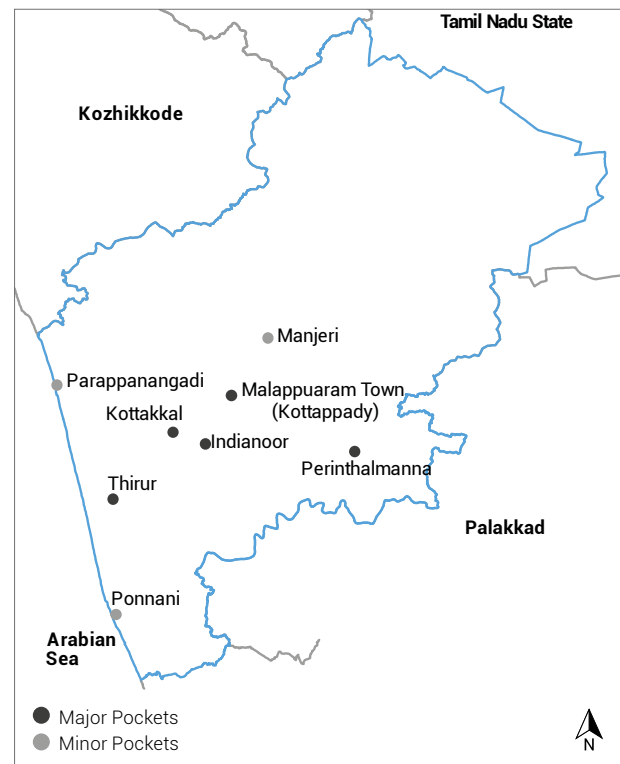 Tamil Nadu State
Kozhikkode
Manjeri
Parappanangadi
Malappuaram Town
(Kottappady)
Kottakkal
Indianoor
Perinthalmanna
Thirur
Palakkad
Ponnani
Arabian
Sea
Major Pockets
Minor Pockets
N